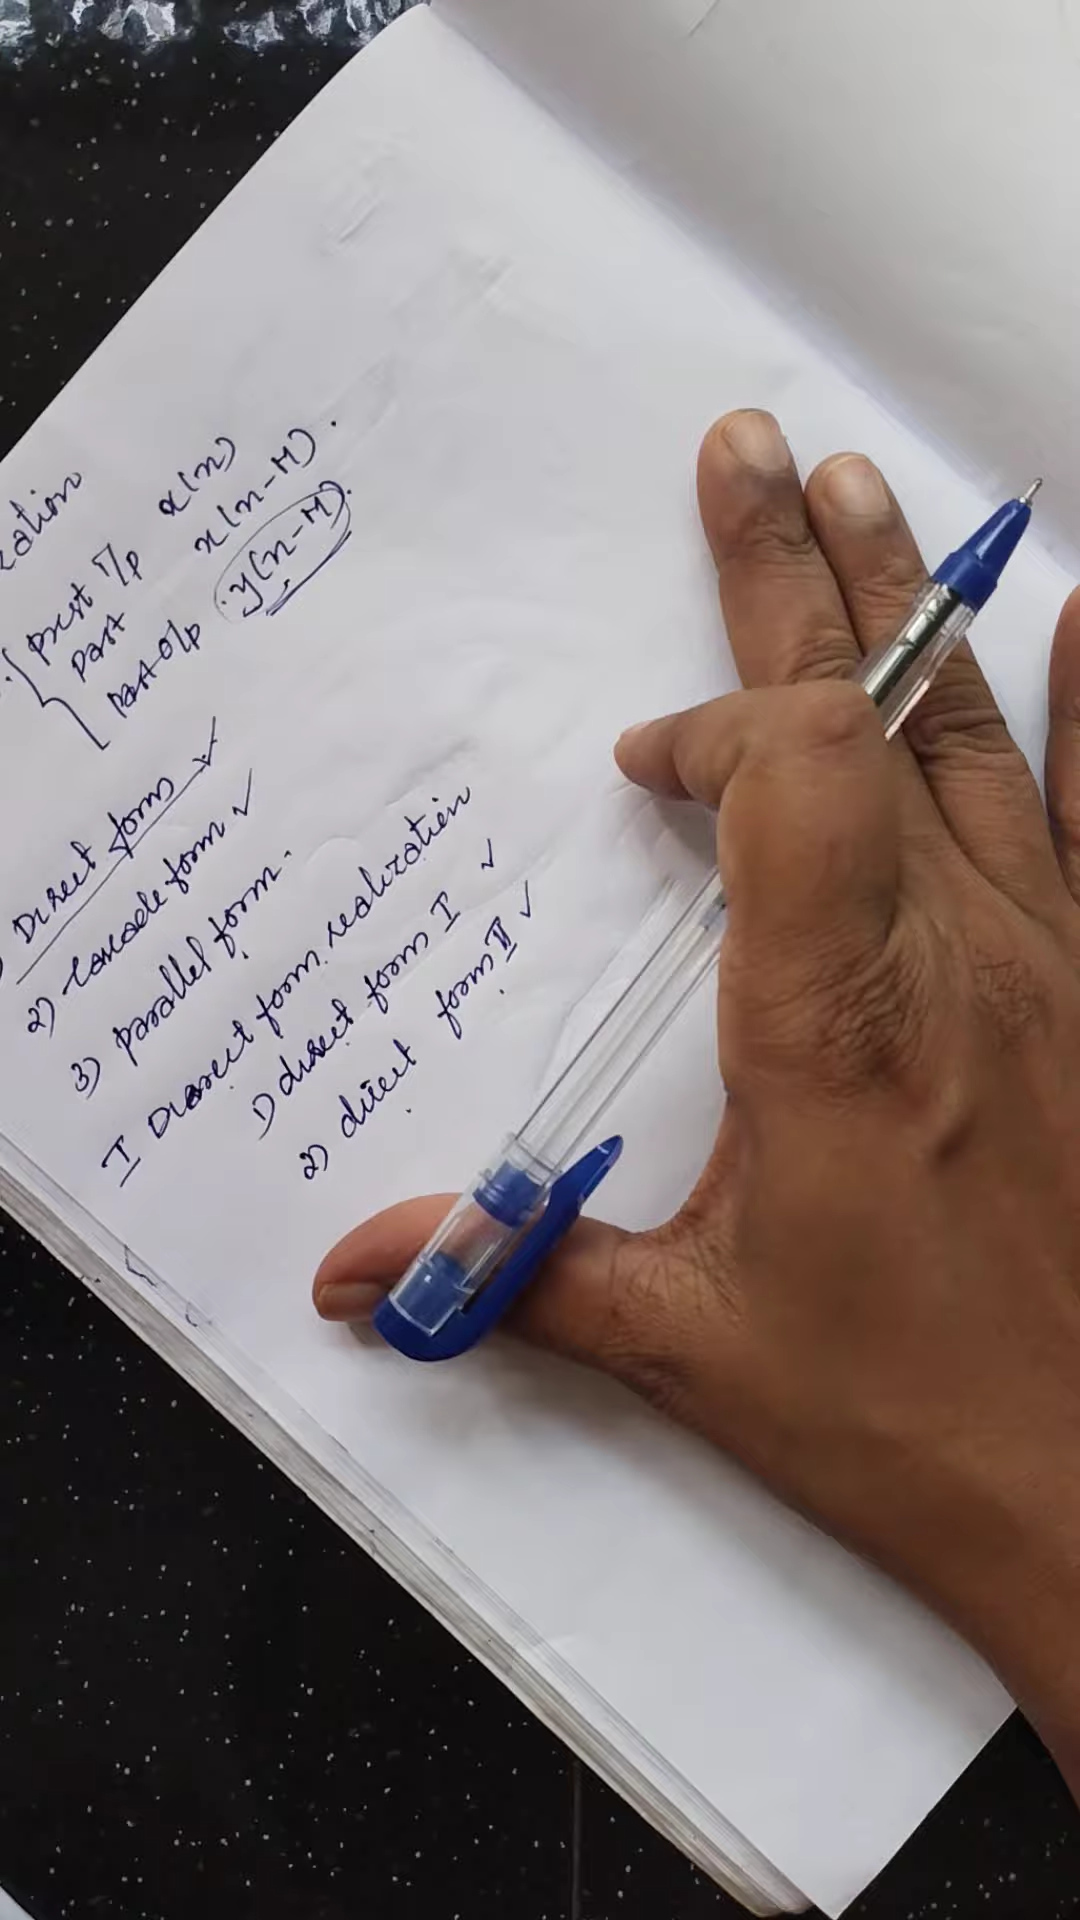 zation
{ prest i/p x(n)
past x(n-M).
past o/p y(n-M).
Direct form ✓
2) Cascade form ✓
3) parallel form.
I Direct form realization
1) direct form I ✓
2) direct form II ✓